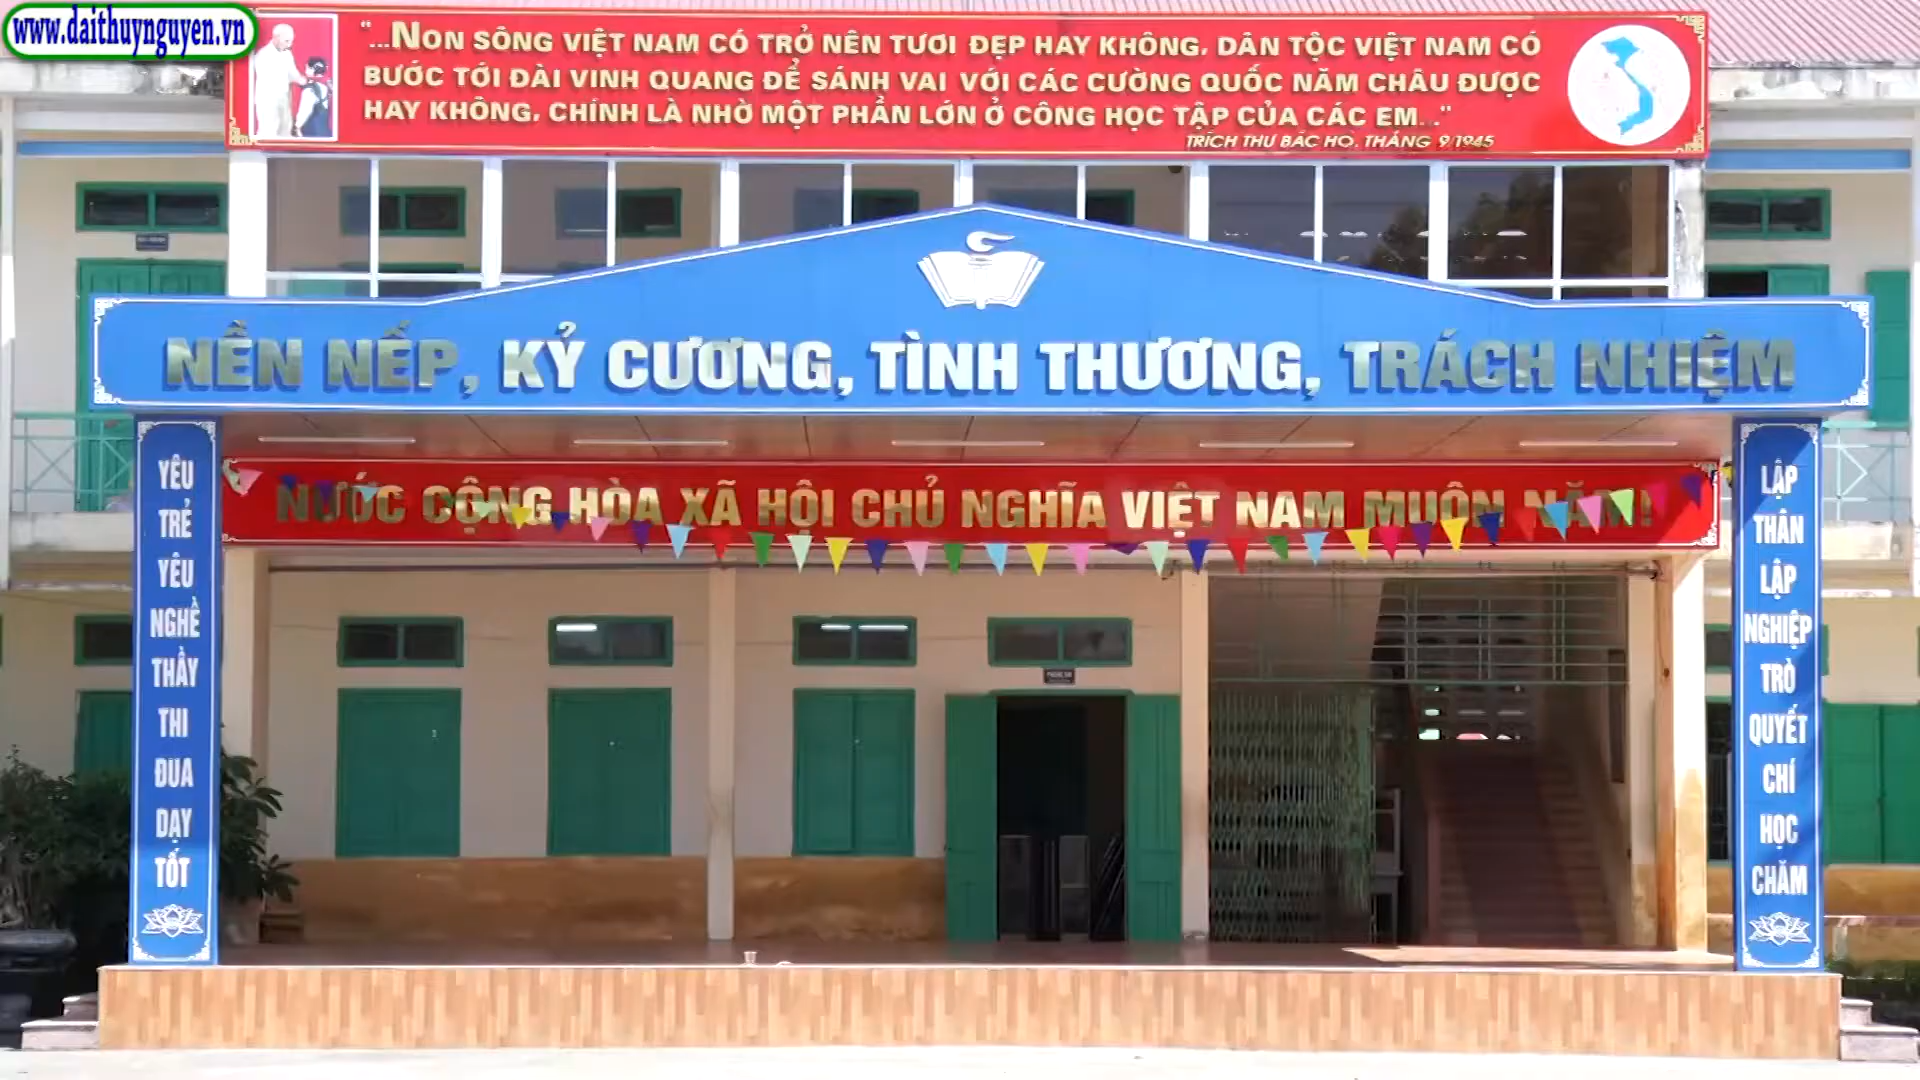 www.daithuynguyen.vn
"...NON SÔNG VIỆT NAM CÓ TRỞ NÊN TƯƠI ĐẸP HAY KHÔNG, DÂN TỘC VIỆT NAM CÓ
BƯỚC TỚI ĐÀI VINH QUANG ĐỂ SÁNH VAI VỚI CÁC CƯỜNG QUỐC NĂM CHÂU ĐƯỢC
HAY KHÔNG, CHÍNH LÀ NHỜ MỘT PHẦN LỚN Ở CÔNG HỌC TẬP CỦA CÁC EM..."
TRÍCH THƯ BÁC HỒ, THÁNG 9/1945
NỀN NẾP, KỶ CƯƠNG, TÌNH THƯƠNG, TRÁCH NHIỆM
NƯỚC CỘNG HÒA XÃ HỘI CHỦ NGHĨA VIỆT NAM MUÔN NĂM!
YÊU
TRẺ
YÊU
NGHỀ
THẦY
THI
ĐUA
DẠY
TỐT
LẬP
THÂN
LẬP
NGHIỆP
TRÒ
QUYẾT
CHÍ
HỌC
CHĂM